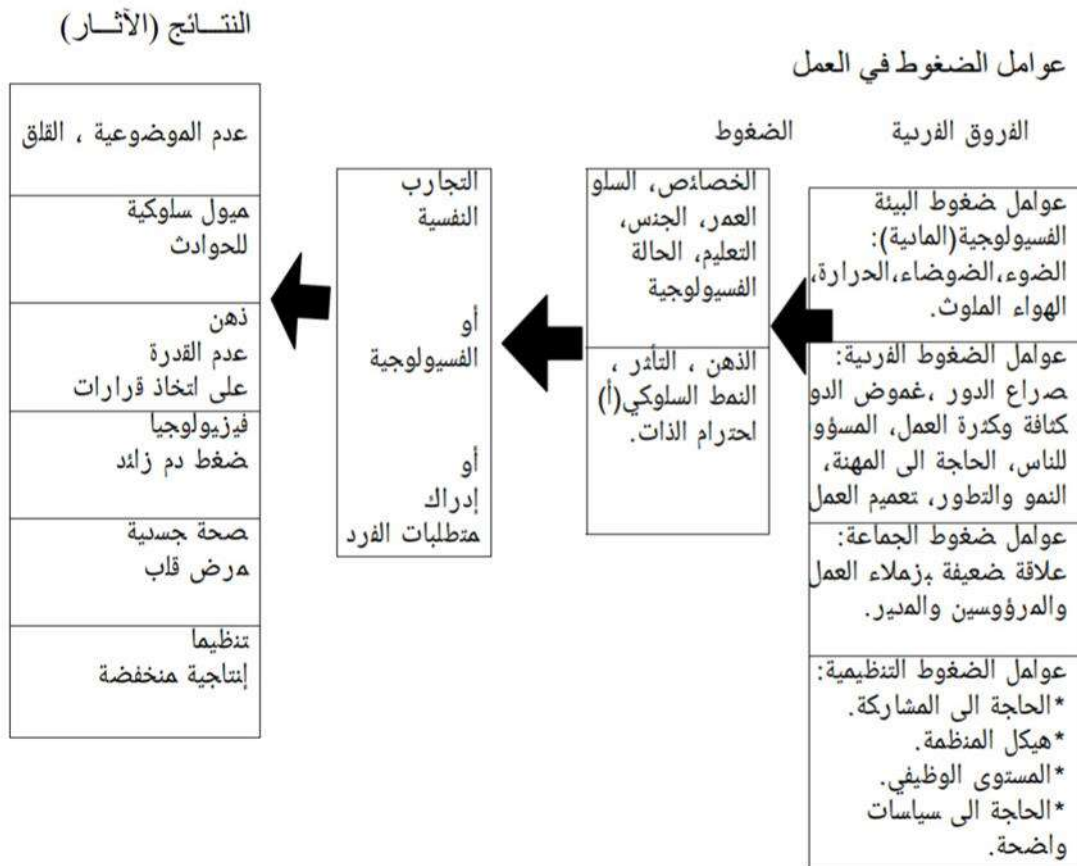 النتـــائج (الآثـــار)
عوامل الضغوط في العمل
الفروق الفردية
الضغوط
عوامل ضغوط البيئة
الفسيولوجية(المادية):
الضوء،الضوضاء،الحرارة،
الهواء الملوث.
عوامل الضغوط الفردية:
صراع الدور ،غموض الدو
كثافة وكثرة العمل، المسؤو
للناس، الحاجة الى المهنة،
النمو والتطور، تعميم العمل
عوامل ضغوط الجماعة:
علاقة ضعيفة بزملاء العمل
والمرؤوسين والمدير.
عوامل الضغوط التنظيمية:
*الحاجة الى المشاركة.
*هيكل المنظمة.
*المستوى الوظيفي.
*الحاجة الى سياسات
واضحة.
الخصائص، السلو
العمر، الجنس،
التعليم، الحالة
الفسيولوجية
الذهن ، التأثر ،
النمط السلوكي(أ)
احترام الذات.
التجارب
النفسية
أو
الفسيولوجية
أو
إدراك
متطلبات الفرد
عدم الموضوعية ، القلق
ميول سلوكية
للحوادث
ذهن
عدم القدرة
على اتخاذ قرارات
فيزيولوجيا
ضغط دم زائد
صحة جسدية
مرض قلب
تنظيما
إنتاجية منخفضة